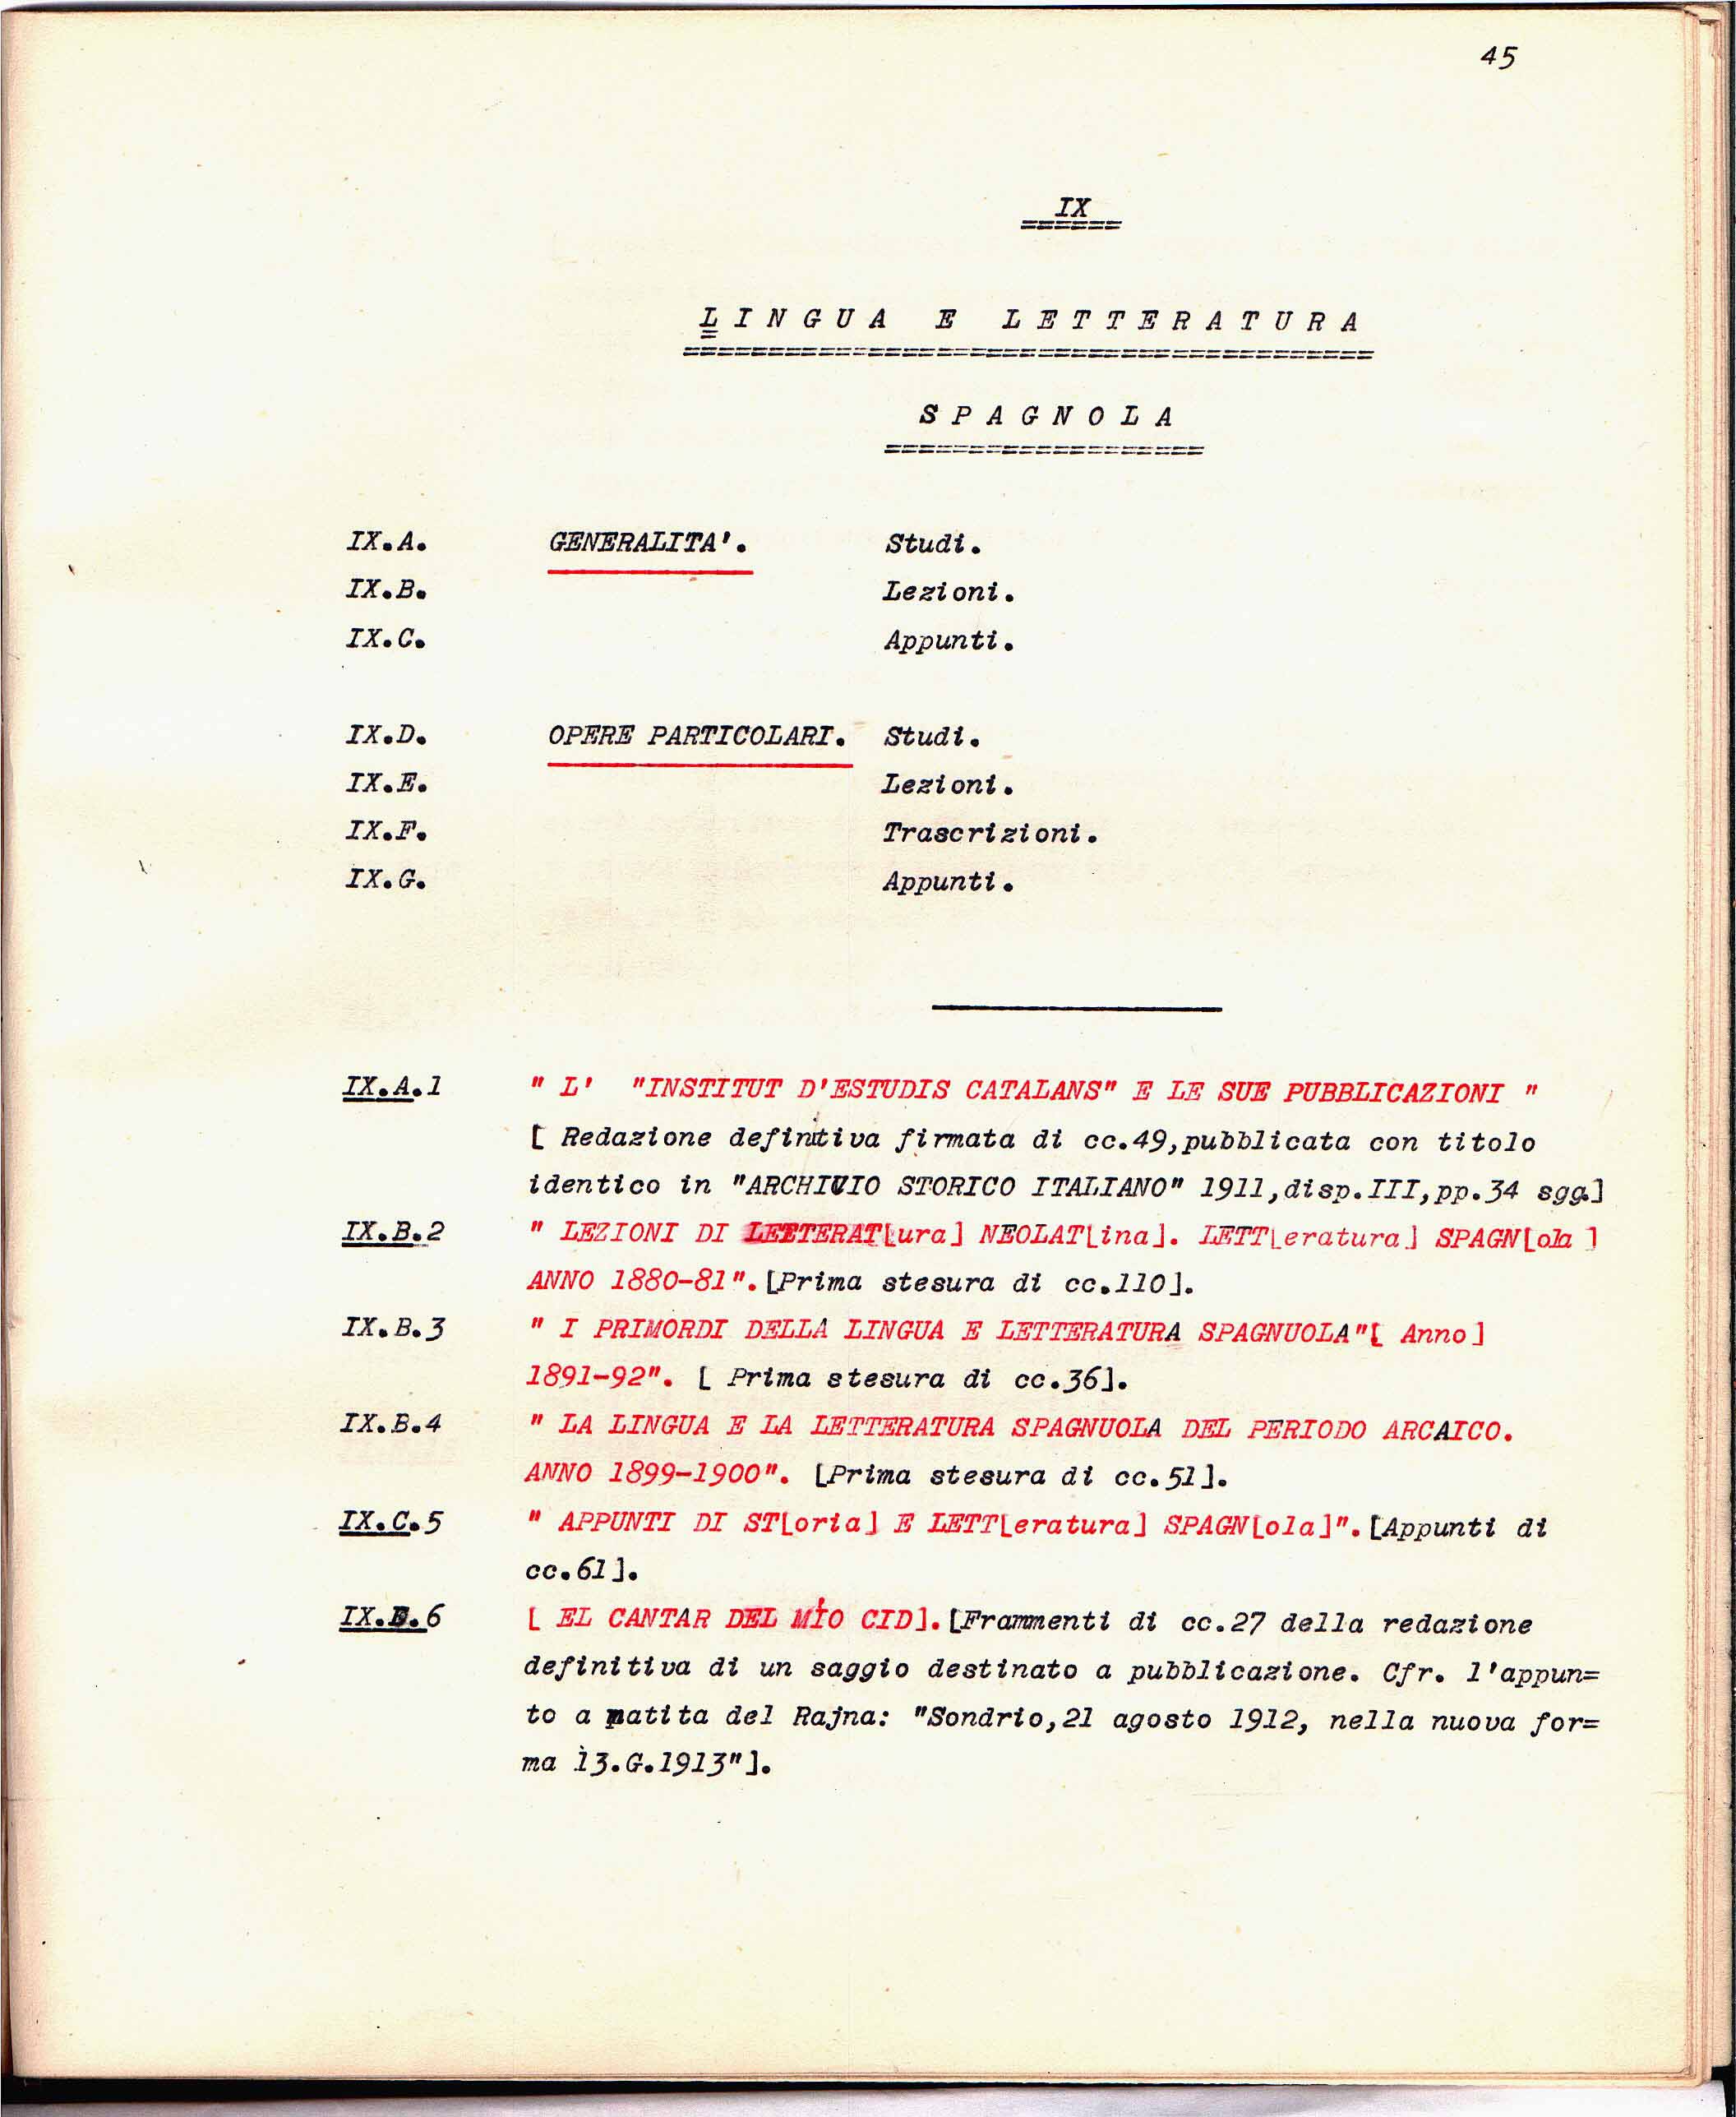 45
IX
LINGUA E LETTERATURA
SPAGNOLA
IX.A. GENERALITA'. Studi.
IX.B. Lezioni.
IX.C. Appunti.
IX.D. OPERE PARTICOLARI. Studi.
IX.E. Lezioni.
IX.F. Trascrizioni.
IX.G. Appunti.
IX.A.1 " L' "INSTITUT D'ESTUDIS CATALANS" E LE SUE PUBBLICAZIONI "
[ Redazione definitiva firmata di cc.49,pubblicata con titolo
identico in "ARCHIVIO STORICO ITALIANO" 1911,disp.III,pp.34 sgg.]
IX.B.2 " LEZIONI DI LETTERAT[ura] NEOLAT[ina]. LETT[eratura] SPAGN[ola ]
ANNO 1880-81".[Prima stesura di cc.110].
IX.B.3 " I PRIMORDI DELLA LINGUA E LETTERATURA SPAGNUOLA"[ Anno]
1891-92". [ Prima stesura di cc.36].
IX.B.4 " LA LINGUA E LA LETTERATURA SPAGNUOLA DEL PERIODO ARCAICO.
ANNO 1899-1900". [Prima stesura di cc.51].
IX.C.5 " APPUNTI DI ST[oria] E LETT[eratura] SPAGN[ola]".[Appunti di
cc.61].
IX.D.6 [ EL CANTAR DEL MÍO CID].[Frammenti di cc.27 della redazione
definitiva di un saggio destinato a pubblicazione. Cfr. l'appun=
to a matita del Rajna: "Sondrio,21 agosto 1912, nella nuova for=
ma 13.G.1913"].